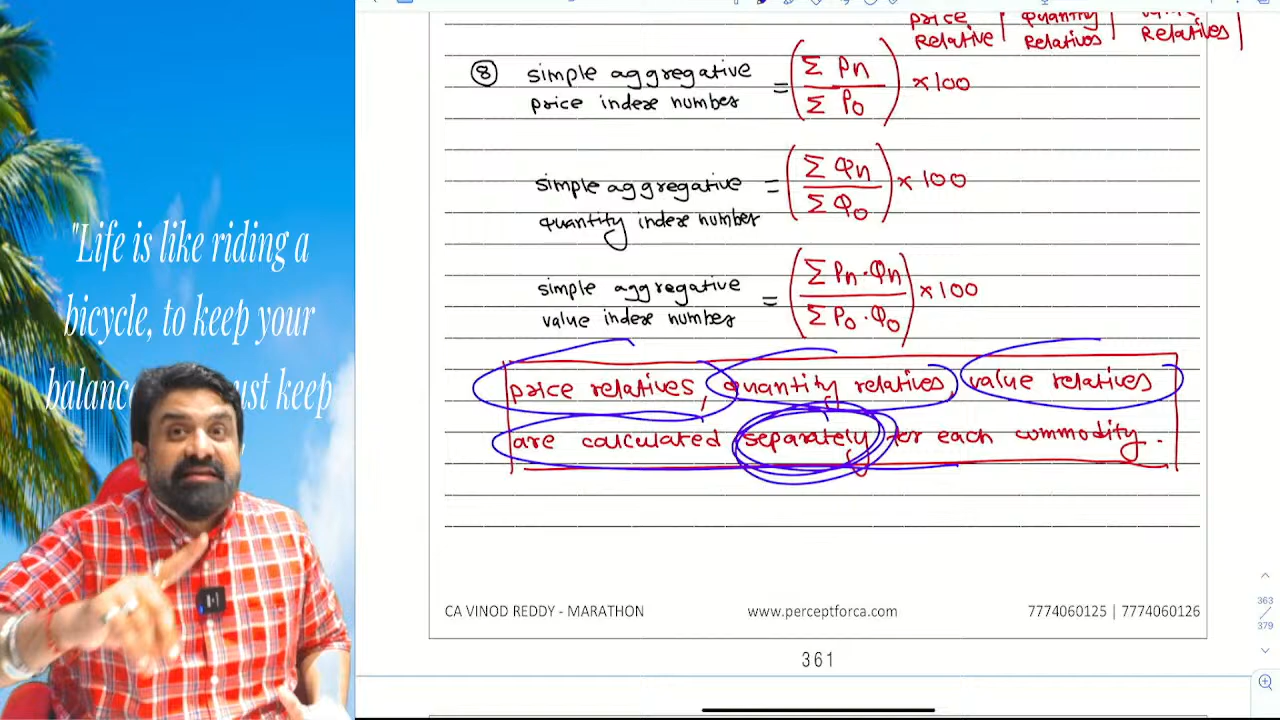 "Life is like riding a
bicycle, to keep your
keep
price | quantity |
Relative | Relatives | Relatives |
⑧ simple aggregative price index number = (Σ Pn / Σ P0) × 100
simple aggregative quantity index number = (Σ Qn / Σ Q0) × 100
simple aggregative value index number = (Σ Pn·Qn / Σ P0·Q0) × 100
price relatives, quantity relatives, value relatives
are calculated separately for each commodity.
CA VINOD REDDY - MARATHON www.perceptforca.com 7774060125 | 7774060126
361
363
379